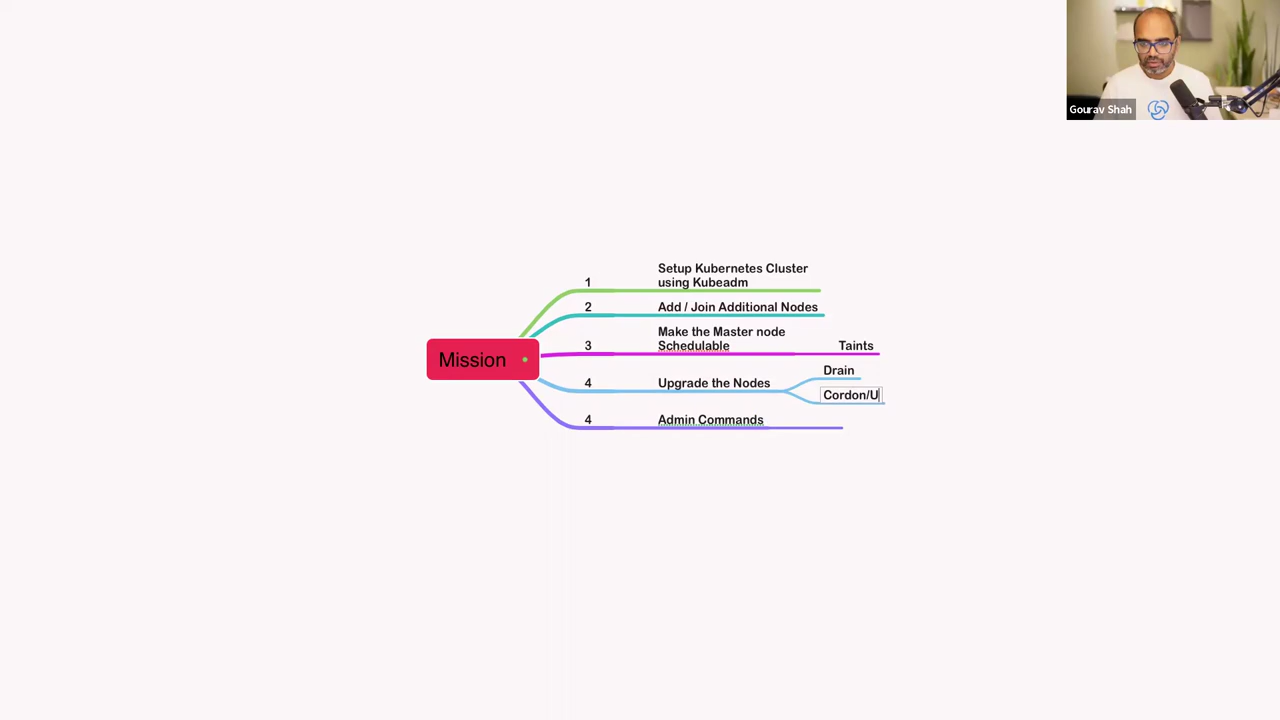 Gourav Shah
1
Setup Kubernetes Cluster
using Kubeadm
2
Add / Join Additional Nodes
3
Make the Master node
Schedulable
Taints
Mission
4
Upgrade the Nodes
Drain
Cordon/U
4
Admin Commands